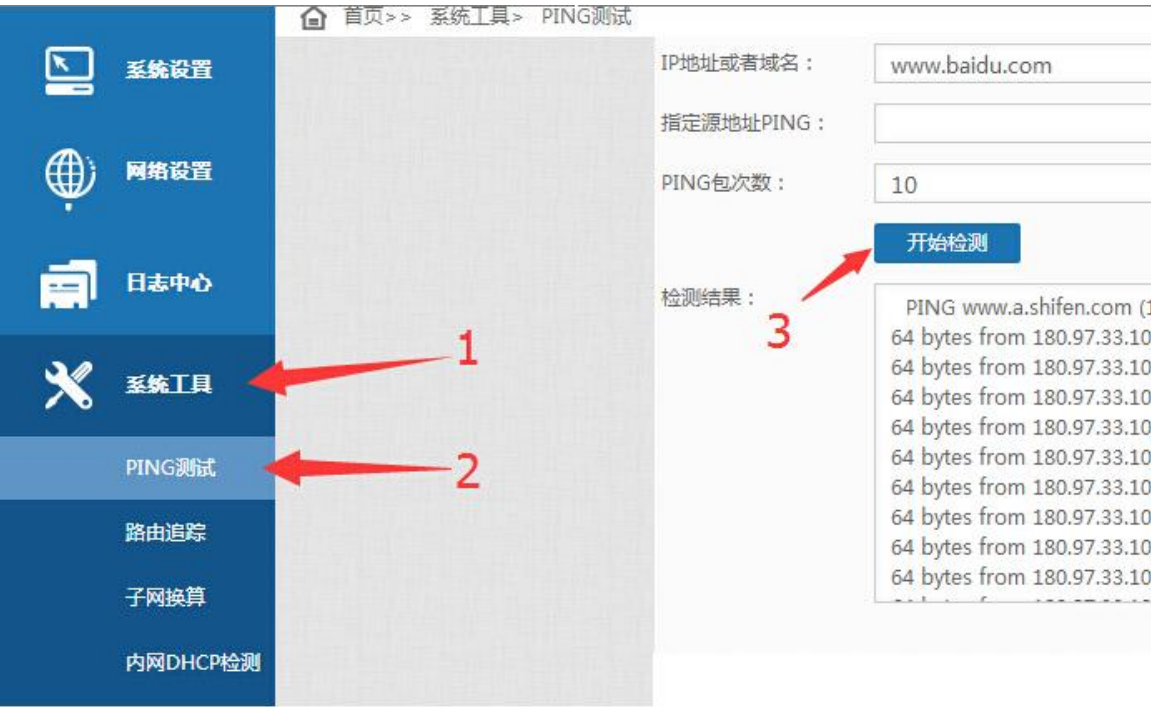 首页>> 系统工具> PING测试
系统设置
网络设置
日志中心
系统工具
PING测试
路由追踪
子网换算
内网DHCP检测
1
2
IP地址或者域名：
www.baidu.com
指定源地址PING：
PING包次数：
10
开始检测
3
检测结果：
PING www.a.shifen.com (1
64 bytes from 180.97.33.10
64 bytes from 180.97.33.10
64 bytes from 180.97.33.10
64 bytes from 180.97.33.10
64 bytes from 180.97.33.10
64 bytes from 180.97.33.10
64 bytes from 180.97.33.10
64 bytes from 180.97.33.10
64 bytes from 180.97.33.10